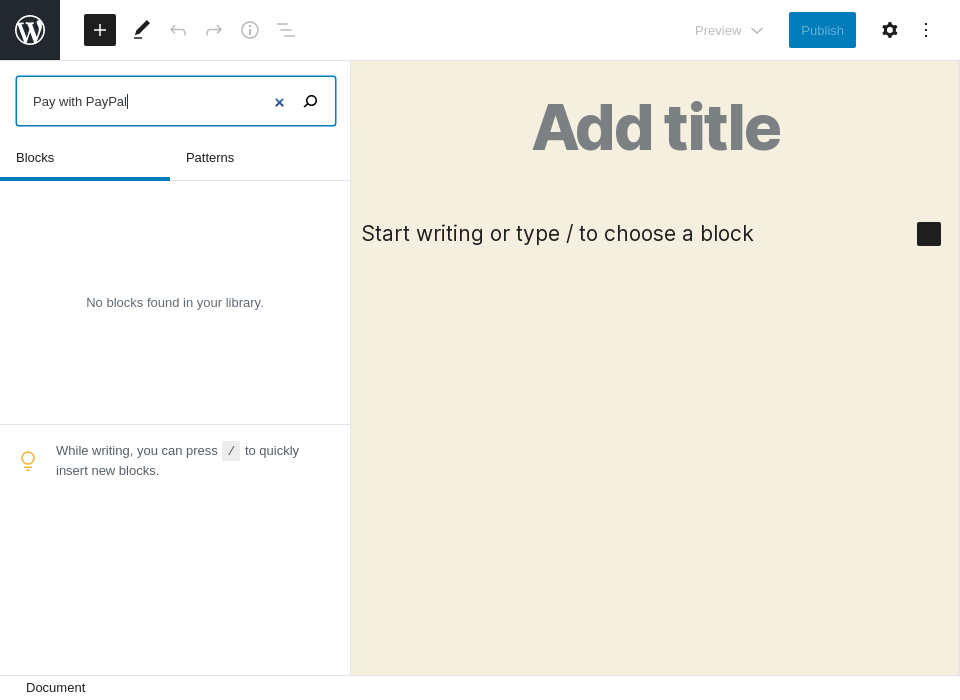 Preview
Publish
Pay with PayPal
Blocks
Patterns
No blocks found in your library.
While writing, you can press / to quickly
insert new blocks.
Add title
Start writing or type / to choose a block
Document